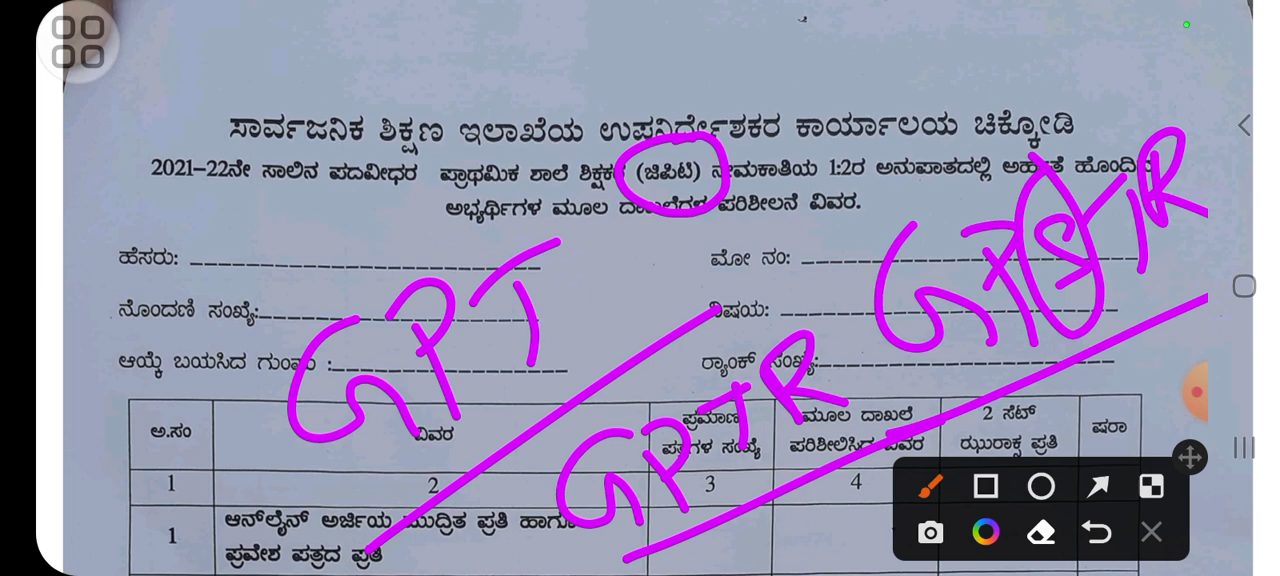 ಸಾರ್ವಜನಿಕ ಶಿಕ್ಷಣ ಇಲಾಖೆಯ ಉಪನಿರ್ದೇಶಕರ ಕಾರ್ಯಾಲಯ ಚಿಕ್ಕೋಡಿ
2021-22ನೇ ಸಾಲಿನ ಪದವೀಧರ ಪ್ರಾಥಮಿಕ ಶಾಲೆ ಶಿಕ್ಷಕರ (ಜಿಪಿಟಿ) ನೇಮಕಾತಿಯ 1:2ರ ಅನುಪಾತದಲ್ಲಿ ಅರ್ಹತೆ ಹೊಂದಿದ
ಅಭ್ಯರ್ಥಿಗಳ ಮೂಲ ದಾಖಲೆಗಳ ಪರಿಶೀಲನೆ ವಿವರ.
ಹೆಸರು: ಮೋ ನಂ:
ನೊಂದಣಿ ಸಂಖ್ಯೆ: ವಿಷಯ:
ಆಯ್ಕೆ ಬಯಸಿದ : ರ‍್ಯಾಂಕ್ ಸಂಖ್ಯೆ:
GPT
GPTR
ಅ.ಸಂ ವಿವರ ಪ್ರಮಾಣ ಪತ್ರಗಳ ಸಂಖ್ಯೆ ಮೂಲ ದಾಖಲೆ ಪರಿಶೀಲಿಸಿದ ವಿವರ 2 ಸೆಟ್ ಝರಾಕ್ಸ ಪ್ರತಿ ಷರಾ
1 2 3 4
1 ಆನ್‌ಲೈನ್ ಅರ್ಜಿಯ ಮುದ್ರಿತ ಪ್ರತಿ ಹಾಗೂ
ಪ್ರವೇಶ ಪತ್ರದ ಪ್ರತಿ